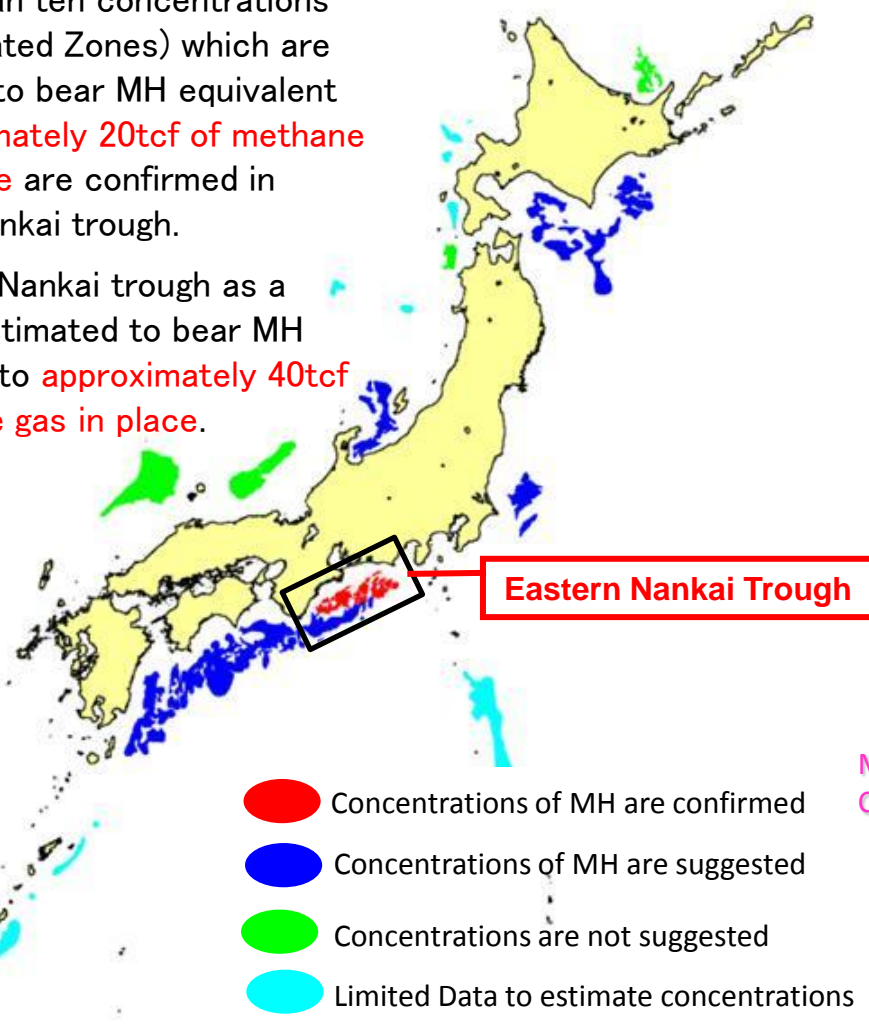 ten concentrations
ated Zones) which are
to bear MH equivalent
mately 20tcf of methane
are confirmed in
nkai trough.
Nankai trough as a
timated to bear MH
to approximately 40tcf
gas in place.
Eastern Nankai Trough
Concentrations of MH are confirmed
Concentrations of MH are suggested
Concentrations are not suggested
Limited Data to estimate concentrations